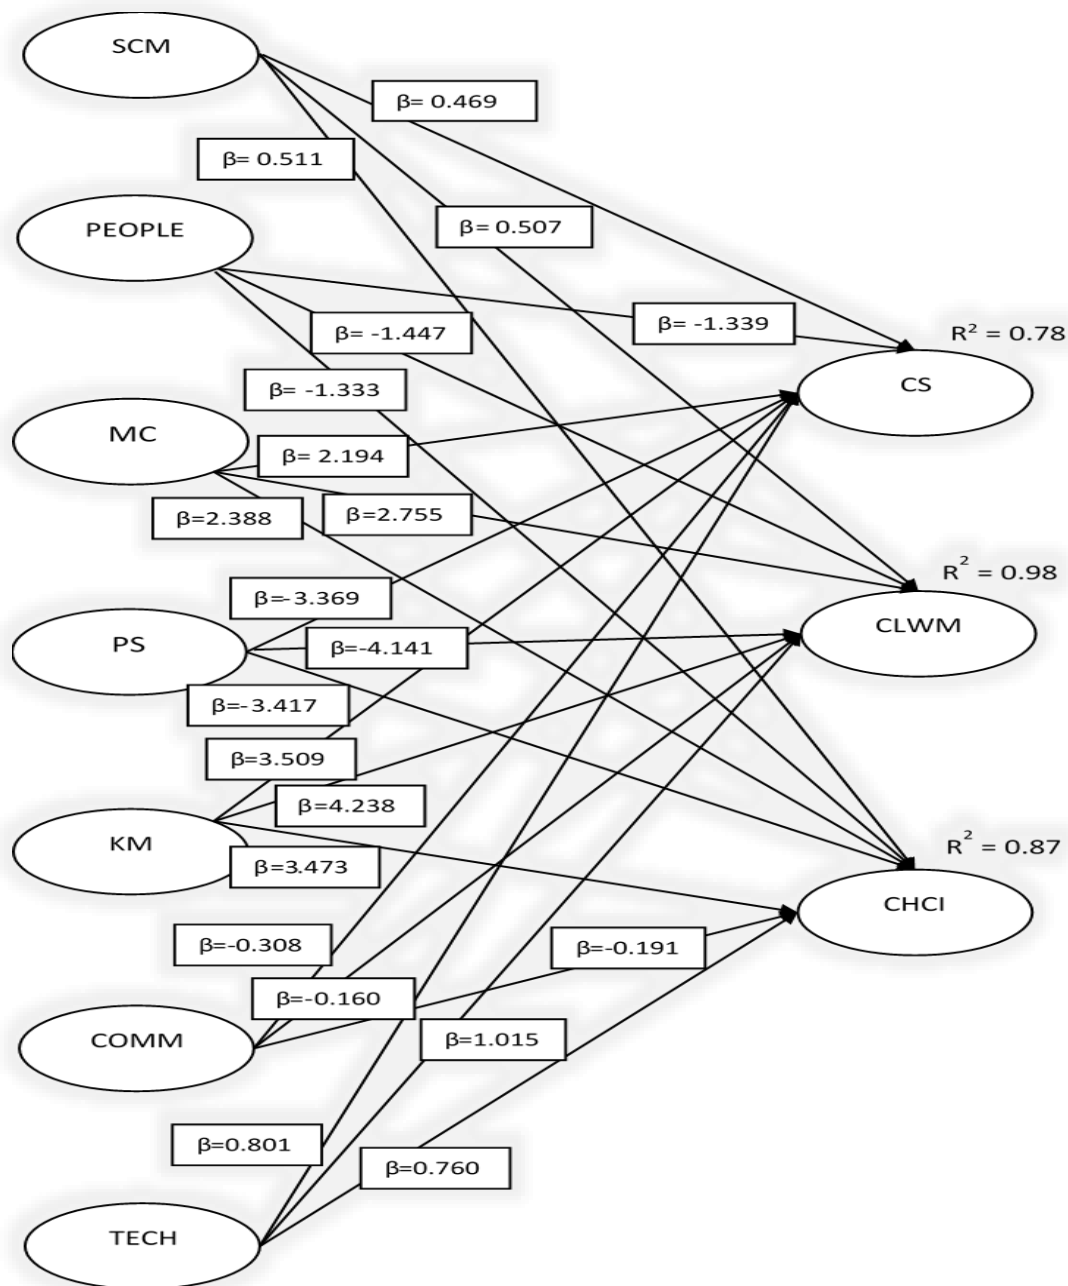 SCM
β= 0.469
β= 0.511
β= 0.507
PEOPLE
β= -1.339
β= -1.447
R² = 0.78
CS
β= -1.333
MC
β= 2.194
β=2.388
β=2.755
R² = 0.98
β=-3.369
CLWM
PS
β=-4.141
β=-3.417
β=3.509
β=4.238
KM
R² = 0.87
β=3.473
CHCI
β=-0.308
β=-0.191
β=-0.160
COMM
β=1.015
β=0.801
β=0.760
TECH